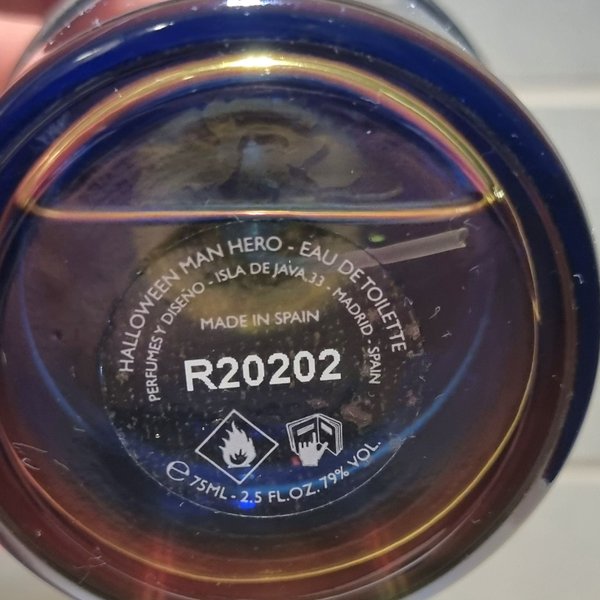 HALLOWEEN MAN HERO - EAU DE TOILETTE
PERFUMES Y DISEÑO - ISLA DE JAVA,33 - MADRID . SPAIN
MADE IN SPAIN
R20202
℮ 75ML - 2.5 FL.OZ. 79% VOL.